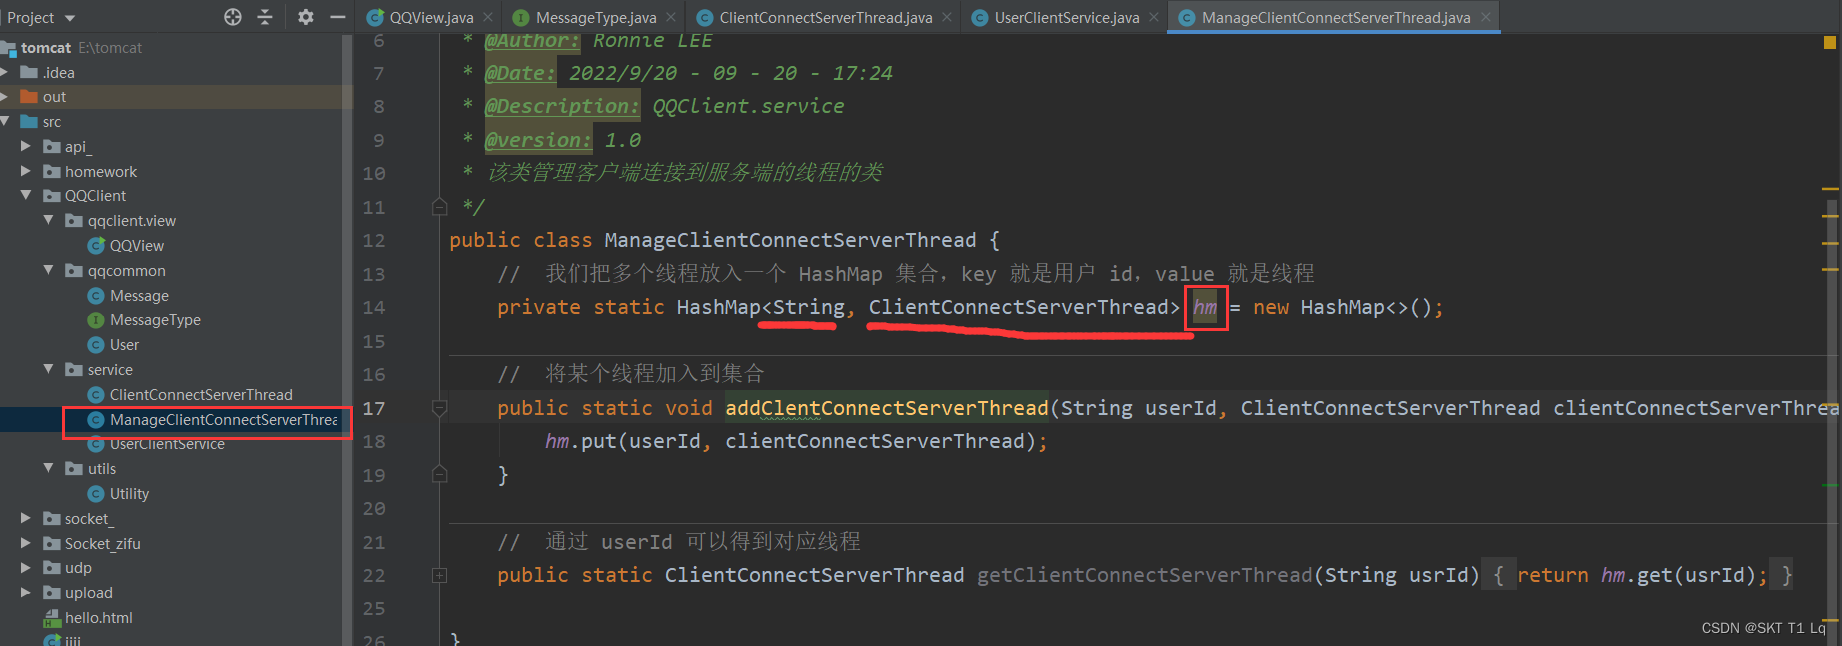 Project
QQView.java
MessageType.java
ClientConnectServerThread.java
UserClientService.java
ManageClientConnectServerThread.java
tomcat E:\tomcat
.idea
out
src
api_
homework
QQClient
qqclient.view
QQView
qqcommon
Message
MessageType
User
service
ClientConnectServerThread
ManageClientConnectServerThrea
UserClientService
utils
Utility
socket_
Socket_zifu
udp
upload
hello.html
jjjj
6 * @Author: Ronnie LEE
7 * @Date: 2022/9/20 - 09 - 20 - 17:24
8 * @Description: QQClient.service
9 * @version: 1.0
10 * 该类管理客户端连接到服务端的线程的类
11 */
12 public class ManageClientConnectServerThread {
13 // 我们把多个线程放入一个 HashMap 集合，key 就是用户 id，value 就是线程
14 private static HashMap<String, ClientConnectServerThread> hm = new HashMap<>();
15
16 // 将某个线程加入到集合
17 public static void addClentConnectServerThread(String userId, ClientConnectServerThread clientConnectServerThrea
18 hm.put(userId, clientConnectServerThread);
19 }
20
21 // 通过 userId 可以得到对应线程
22 public static ClientConnectServerThread getClientConnectServerThread(String usrId) { return hm.get(usrId); }
25
26 }
CSDN @SKT T1 Lq